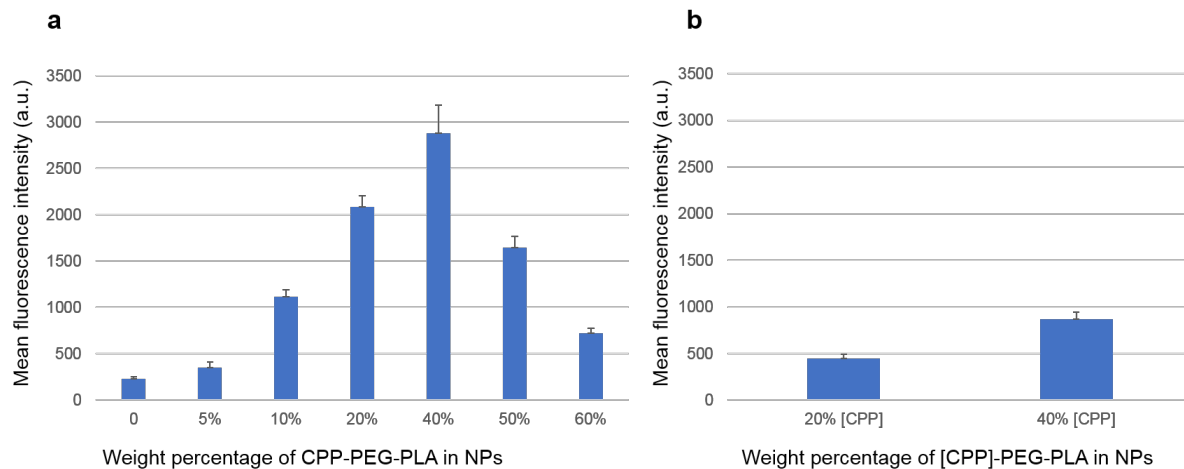 a
Mean fluorescence intensity (a.u.)
3500
3000
2500
2000
1500
1000
500
0
0 5% 10% 20% 40% 50% 60%
Weight percentage of CPP-PEG-PLA in NPs
b
Mean fluorescence intensity (a.u.)
3500
3000
2500
2000
1500
1000
500
0
20% [CPP] 40% [CPP]
Weight percentage of [CPP]-PEG-PLA in NPs